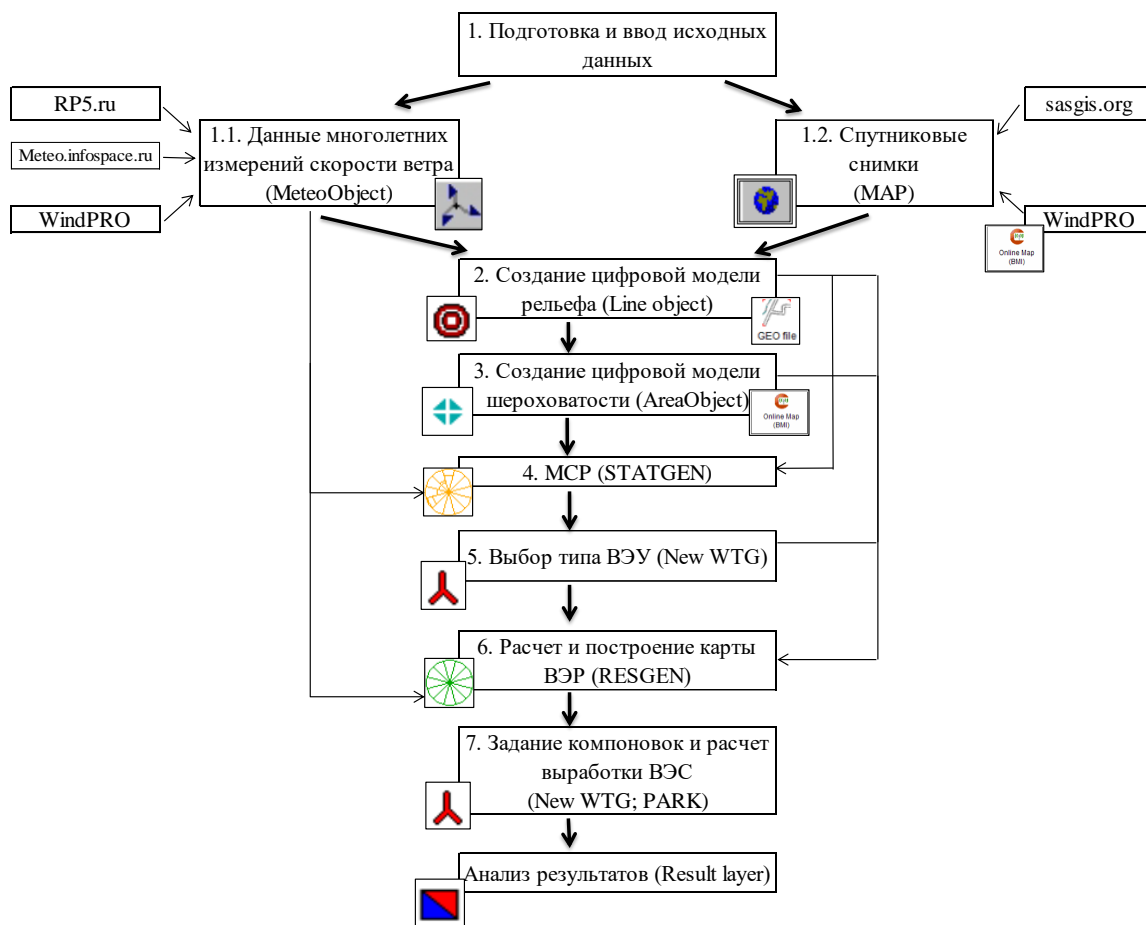 1. Подготовка и ввод исходных
данных
RP5.ru
Meteo.infospace.ru
WindPRO
1.1. Данные многолетних
измерений скорости ветра
(MeteoObject)
1.2. Спутниковые
снимки
(MAP)
sasgis.org
WindPRO
Online Map
(BMI)
2. Создание цифровой модели
рельефа (Line object)
GEO file
3. Создание цифровой модели
шероховатости (AreaObject)
Online Map
(BMI)
4. MCP (STATGEN)
5. Выбор типа ВЭУ (New WTG)
6. Расчет и построение карты
ВЭР (RESGEN)
7. Задание компоновок и расчет
выработки ВЭС
(New WTG; PARK)
Анализ результатов (Result layer)